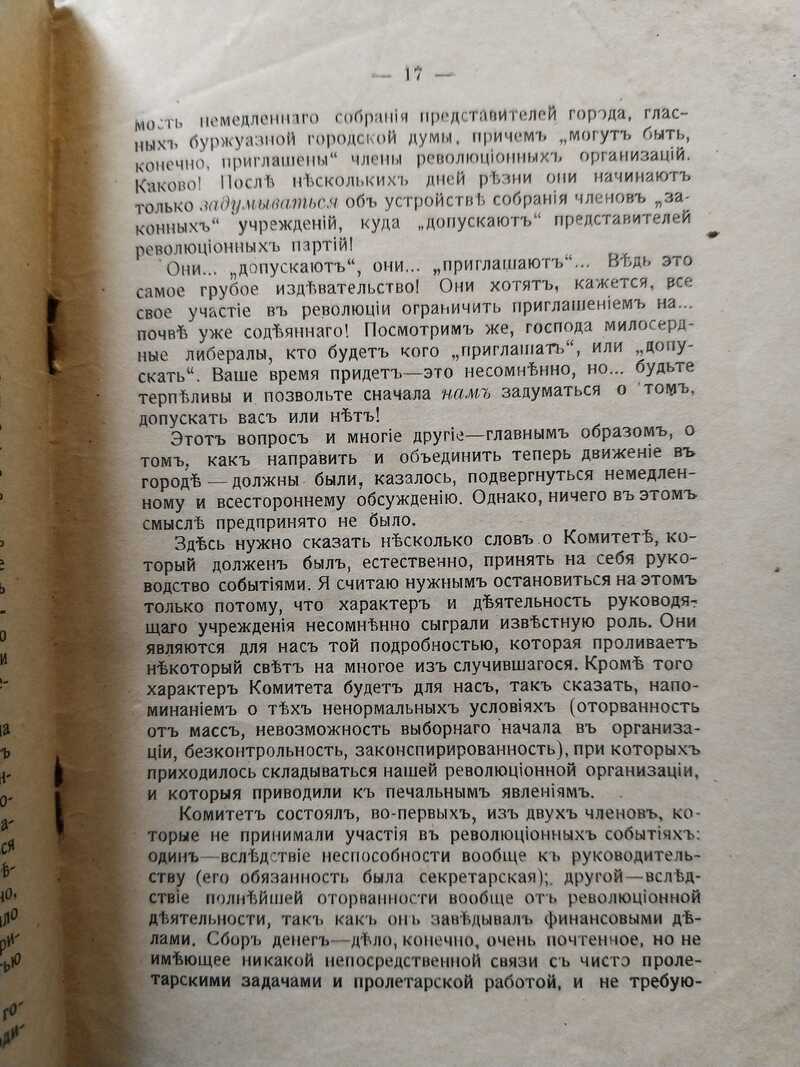 — 17 —
мость немедленнаго собранія представителей города, глас-
ныхъ буржуазной городской думы, причемъ „могутъ быть,
конечно, приглашены“ члены революціонныхъ организацій.
Каково! Послѣ нѣсколькихъ дней рѣзни они начинаютъ
только задумываться объ устройствѣ собранія членовъ „за-
конныхъ“ учрежденій, куда „допускаютъ“ представителей
революціонныхъ партій!
Они... „допускаютъ“, они... „приглашаютъ“... Вѣдь это
самое грубое издѣвательство! Они хотятъ, кажется, все
свое участіе въ революціи ограничить приглашеніемъ на...
почвѣ уже содѣяннаго! Посмотримъ же, господа милосерд-
ные либералы, кто будетъ кого „приглашать“, или „допу-
скать“. Ваше время придетъ—это несомнѣнно, но... будьте
терпѣливы и позвольте сначала намъ задуматься о томъ,
допускать васъ или нѣтъ!
Этотъ вопросъ и многіе другіе—главнымъ образомъ, о
томъ, какъ направить и объединить теперь движеніе въ
городѣ — должны были, казалось, подвергнуться немедлен-
ному и всестороннему обсужденію. Однако, ничего въ этомъ
смыслѣ предпринято не было.
Здѣсь нужно сказать нѣсколько словъ о Комитетѣ, ко-
торый долженъ былъ, естественно, принять на себя руко-
водство событіями. Я считаю нужнымъ остановиться на этомъ
только потому, что характеръ и дѣятельность руководя-
щаго учрежденія несомнѣнно сыграли извѣстную роль. Они
являются для насъ той подробностью, которая проливаетъ
нѣкоторый свѣтъ на многое изъ случившагося. Кромѣ того
характеръ Комитета будетъ для насъ, такъ сказать, напо-
минаніемъ о тѣхъ ненормальныхъ условіяхъ (оторванность
отъ массъ, невозможность выборнаго начала въ организа-
ціи, безконтрольность, законспирированность), при которыхъ
приходилось складываться нашей революціонной организаціи,
и которыя приводили къ печальнымъ явленіямъ.
Комитетъ состоялъ, во-первыхъ, изъ двухъ членовъ, ко-
торые не принимали участія въ революціонныхъ событіяхъ:
одинъ—вслѣдствіе неспособности вообще къ руководитель-
ству (его обязанность была секретарская); другой—вслѣд-
ствіе полнѣйшей оторванности вообще отъ революціонной
дѣятельности, такъ какъ онъ завѣдывалъ финансовыми дѣ-
лами. Сборъ денегъ—дѣло, конечно, очень почтенное, но не
имѣющее никакой непосредственной связи съ чисто проле-
тарскими задачами и пролетарской работой, и не требую-